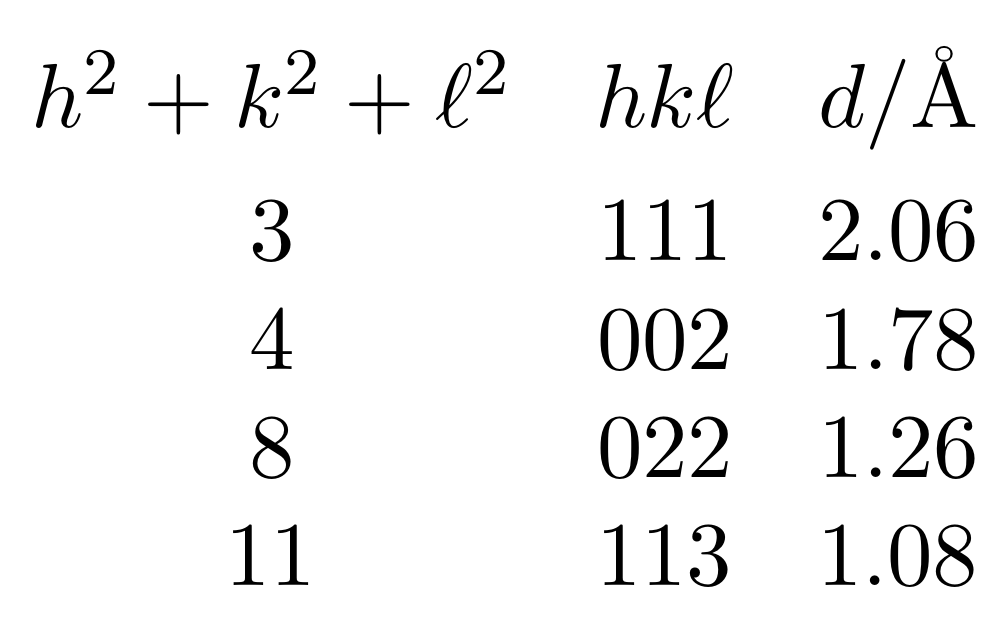 h² + k² + ℓ² hkℓ d/Å
3 111 2.06
4 002 1.78
8 022 1.26
11 113 1.08